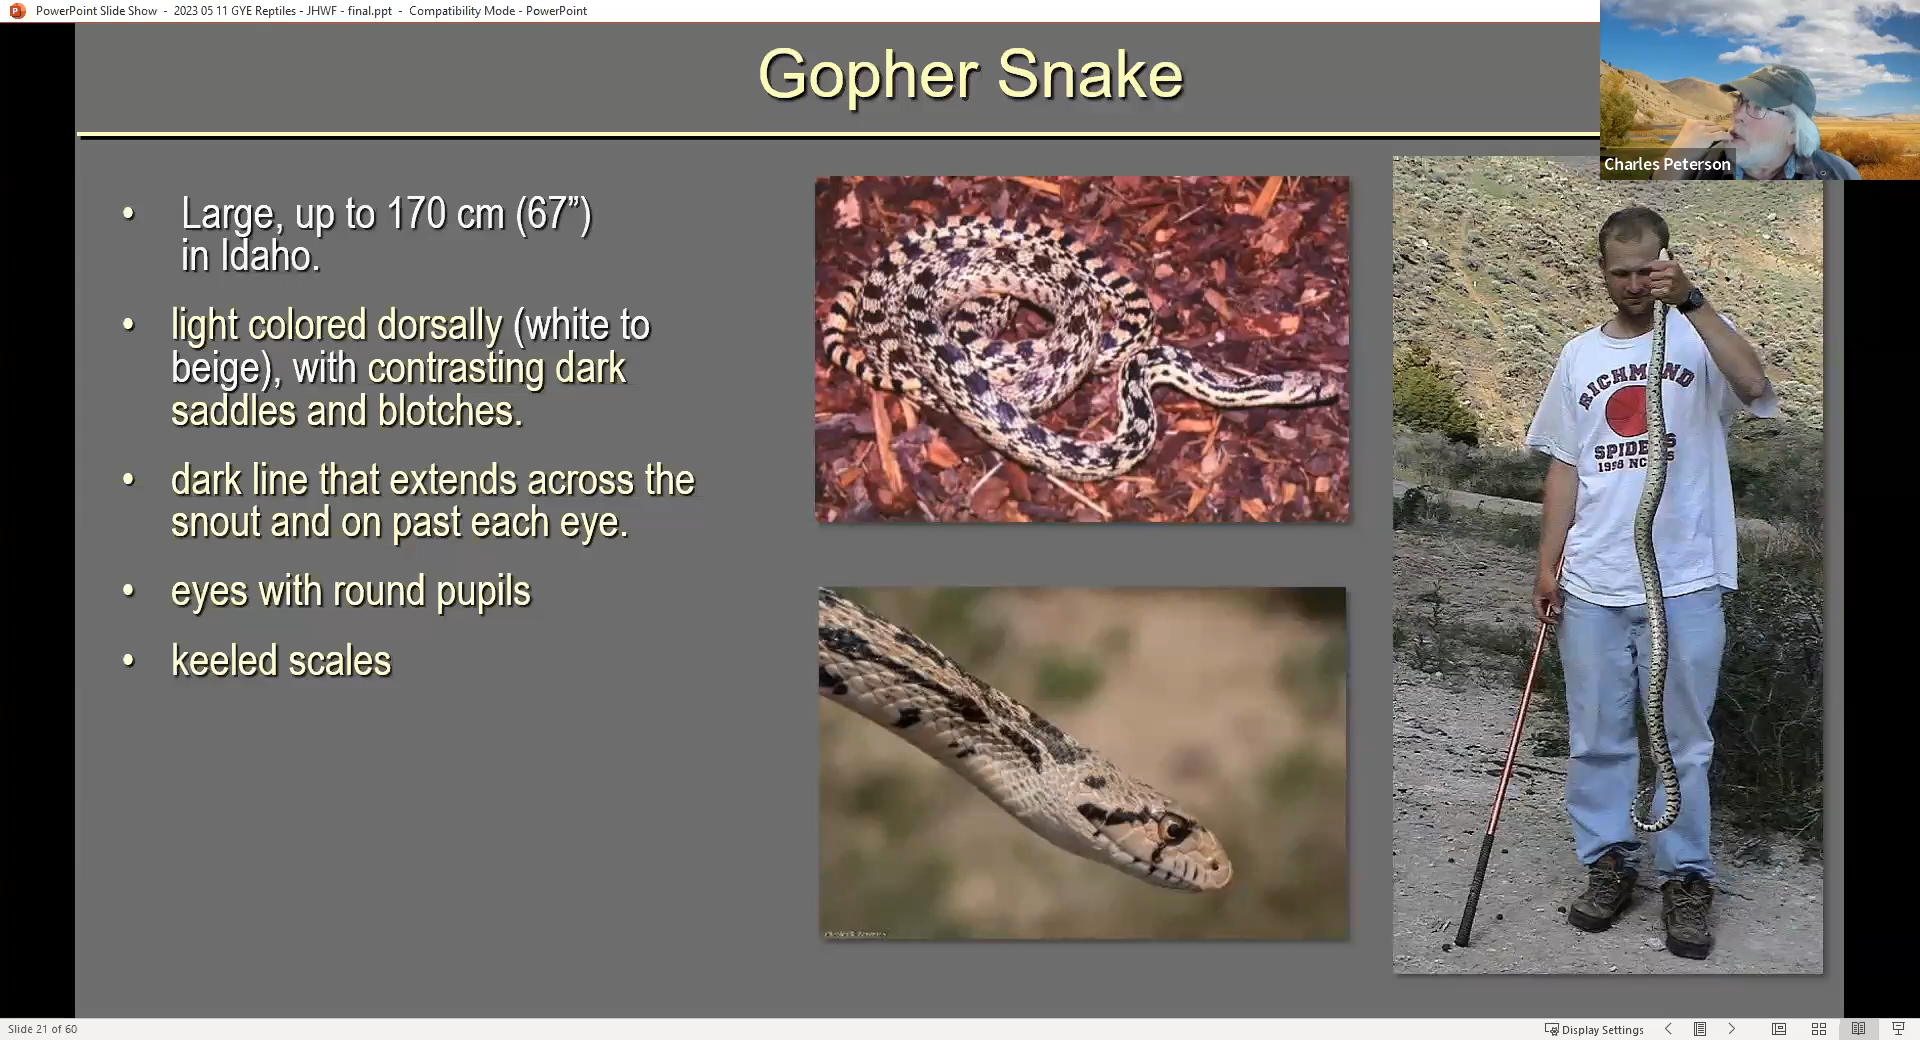 PowerPoint Slide Show - 2023 05 11 GYE Reptiles - JHWF - final.ppt - Compatibility Mode - PowerPoint
Gopher Snake
Charles Peterson
• Large, up to 170 cm (67”)
in Idaho.
• light colored dorsally (white to
beige), with contrasting dark
saddles and blotches.
• dark line that extends across the
snout and on past each eye.
• eyes with round pupils
• keeled scales
SPIDERS
Slide 21 of 60
Display Settings